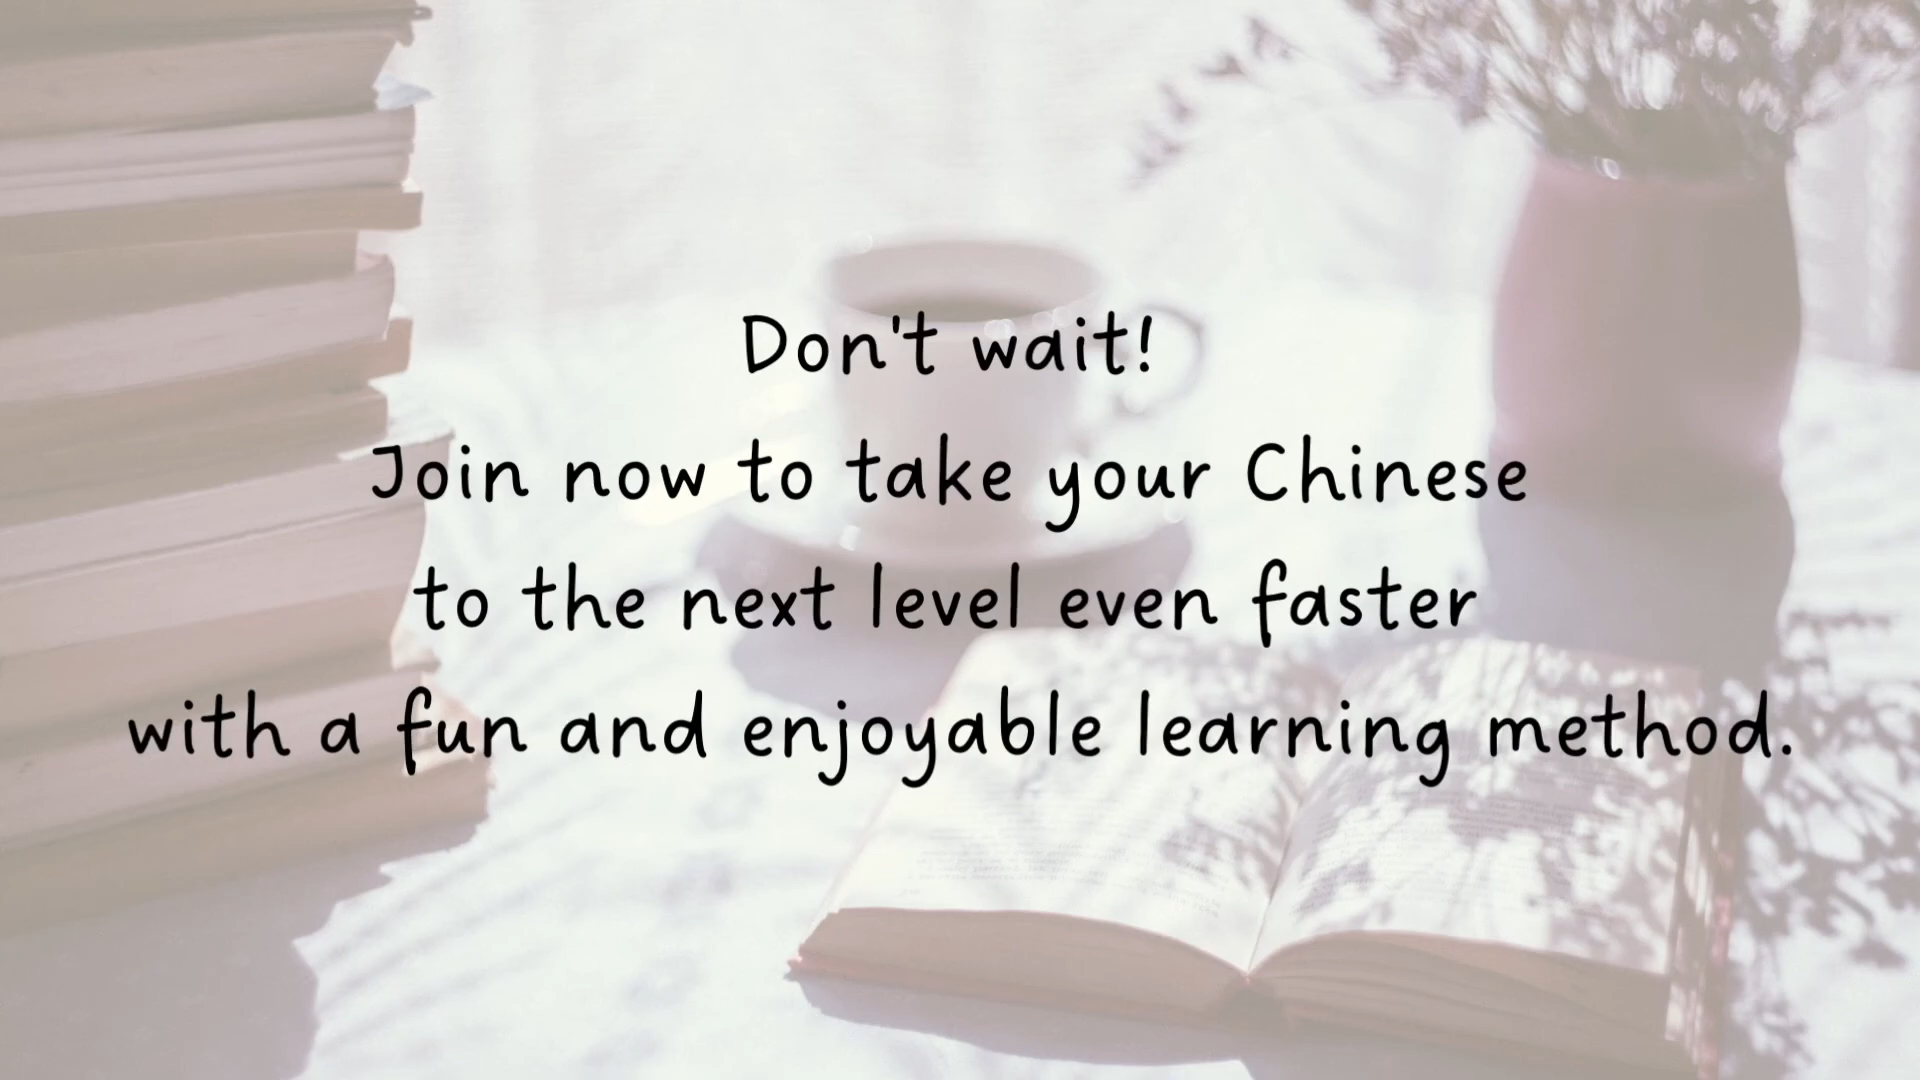 Don't wait!
Join now to take your Chinese
to the next level even faster
with a fun and enjoyable learning method.